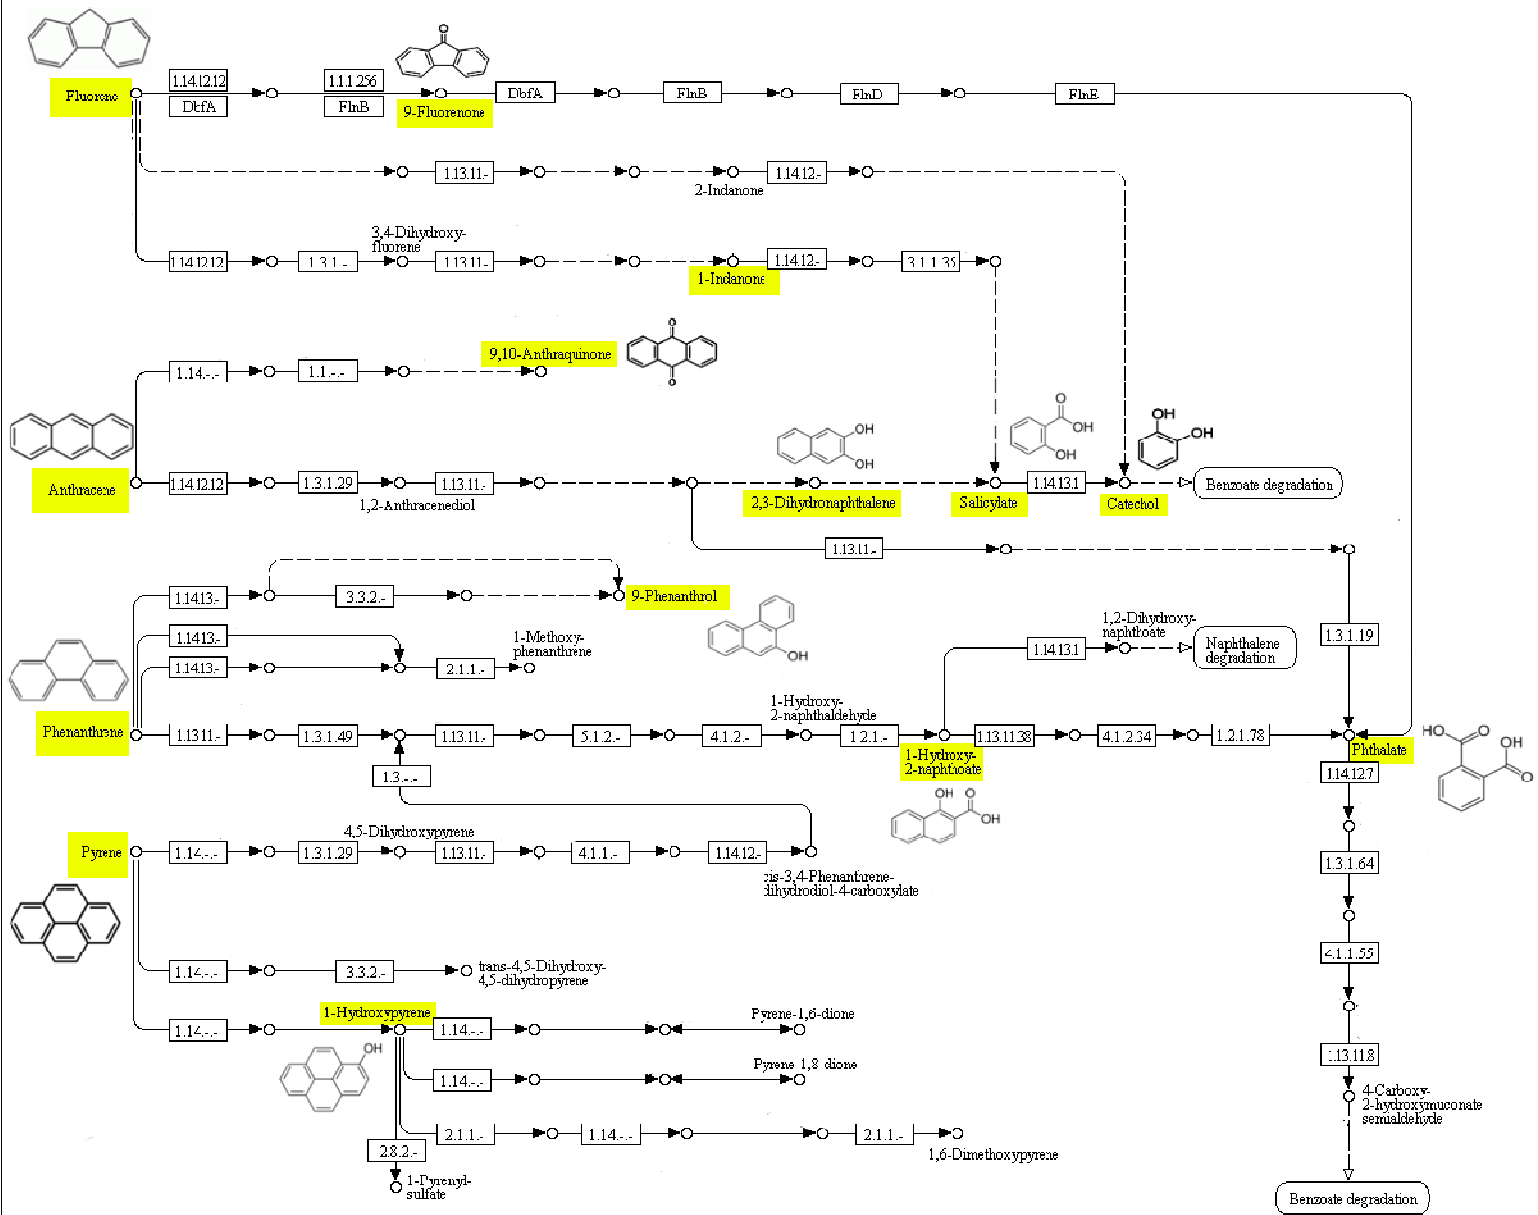 O
1.14.12.12
1.1.1.256
Fluorene
DbfA
FlnB
9-Fluorenone
DbfA
FlnB
FlnD
FlnE
1.13.11.-
2-Indanone
1.14.12.-
3,4-Dihydroxy-
fluorene
1.14.12.12
1.3.1.-
1.13.11.-
1-Indanone
1.14.12.-
3.1.1.35
O
9,10-Anthraquinone
O
1.14.-.-
1.1.-.-
O
OH
OH
OH
OH
OH
OH
Anthracene
1.14.12.12
1.3.1.29
1,2-Anthracenediol
1.13.11.-
2,3-Dihydronaphthalene
Salicylate
1.14.13.1
Catechol
Benzoate degradation
1.13.11.-
1.14.13.-
3.3.2.-
9-Phenanthrol
OH
1.14.13.-
1.14.13.-
1-Methoxy-
phenanthrene
2.1.1.-
1,2-Dihydroxy-
naphthoate
1.14.13.1
Naphthalene
degradation
1.3.1.19
Phenanthrene
1.13.11.-
1.3.1.49
1.13.11.-
5.1.2.-
4.1.2.-
1-Hydroxy-
2-naphthaldehyde
1.2.1.-
1-Hydroxy-
2-naphthoate
1.13.11.38
4.1.2.34
1.2.1.78
Phthalate
HO
O
OH
O
1.3.-.-
1.14.12.7
OH
O
OH
Pyrene
1.14.-.-
1.3.1.29
4,5-Dihydroxypyrene
1.13.11.-
4.1.1.-
1.14.12.-
cis-3,4-Phenanthrene-
dihydrodiol-4-carboxylate
1.3.1.64
4.1.1.55
1.14.-.-
3.3.2.-
trans-4,5-Dihydroxy-
4,5-dihydropyrene
1-Hydroxypyrene
1.14.-.-
1.14.-.-
Pyrene-1,6-dione
OH
1.14.-.-
Pyrene-1,8-dione
1.13.11.8
4-Carboxy-
2-hydroxymuconate
semialdehyde
2.1.1.-
1.14.-.-
2.1.1.-
1,6-Dimethoxypyrene
2.8.2.-
1-Pyrenyl-
sulfate
Benzoate degradation